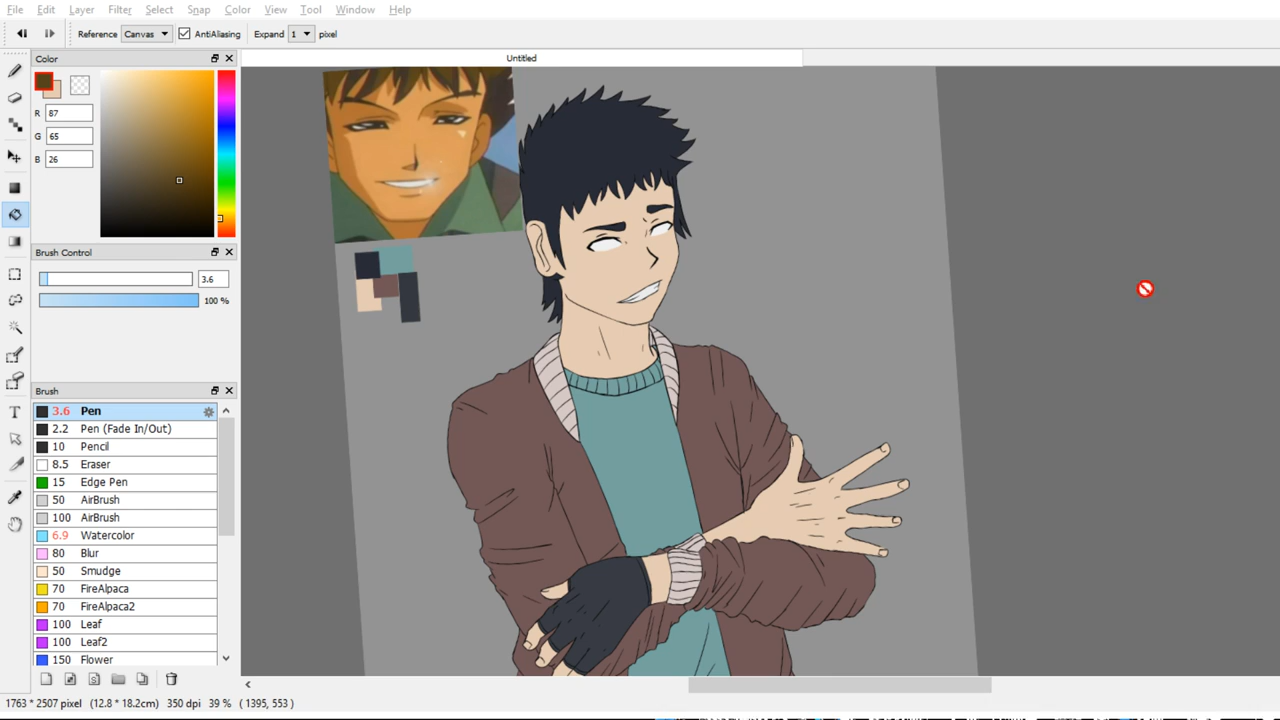 File Edit Layer Filter Select Snap Color View Tool Window Help
Reference Canvas AntiAliasing Expand 1 pixel
Color
Untitled
R 87
G 65
B 26
Brush Control
3.6
100 %
Brush
3.6 Pen
2.2 Pen (Fade In/Out)
10 Pencil
8.5 Eraser
15 Edge Pen
50 AirBrush
100 AirBrush
6.9 Watercolor
80 Blur
50 Smudge
70 FireAlpaca
70 FireAlpaca2
100 Leaf
100 Leaf2
150 Flower
1763 * 2507 pixel (12.8 * 18.2cm) 350 dpi 39 % ( 1395, 553 )